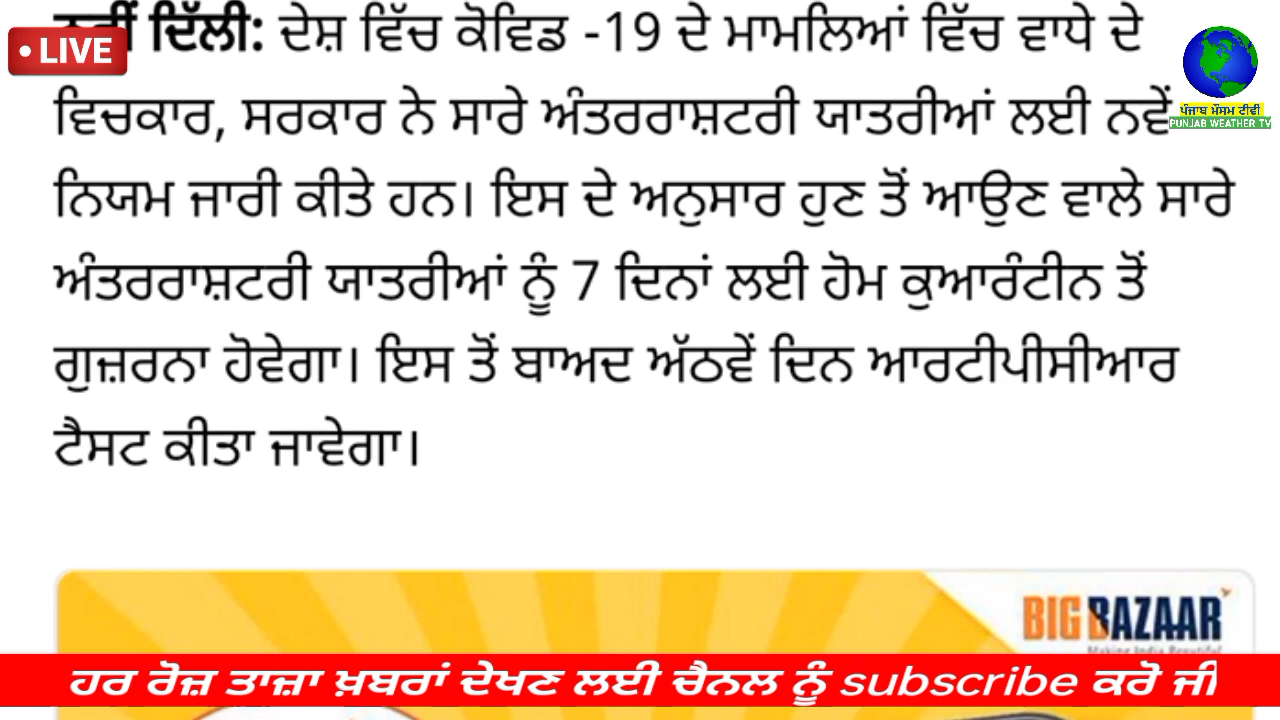 ਦਿੱਲੀ: ਦੇਸ਼ ਵਿੱਚ ਕੋਵਿਡ -19 ਦੇ ਮਾਮਲਿਆਂ ਵਿੱਚ ਵਾਧੇ ਦੇ
LIVE
ਵਿਚਕਾਰ, ਸਰਕਾਰ ਨੇ ਸਾਰੇ ਅੰਤਰਰਾਸ਼ਟਰੀ ਯਾਤਰੀਆਂ ਲਈ ਨਵੇਂ
ਪੰਜਾਬ ਮੌਸਮ ਟੀਵੀ
PUNJAB WEATHER TV
ਨਿਯਮ ਜਾਰੀ ਕੀਤੇ ਹਨ। ਇਸ ਦੇ ਅਨੁਸਾਰ ਹੁਣ ਤੋਂ ਆਉਣ ਵਾਲੇ ਸਾਰੇ
ਅੰਤਰਰਾਸ਼ਟਰੀ ਯਾਤਰੀਆਂ ਨੂੰ 7 ਦਿਨਾਂ ਲਈ ਹੋਮ ਕੁਆਰੰਟੀਨ ਤੋਂ
ਗੁਜ਼ਰਨਾ ਹੋਵੇਗਾ। ਇਸ ਤੋਂ ਬਾਅਦ ਅੱਠਵੇਂ ਦਿਨ ਆਰਟੀਪੀਸੀਆਰ
ਟੈਸਟ ਕੀਤਾ ਜਾਵੇਗਾ।
BIG BAZAAR
ਹਰ ਰੋਜ਼ ਤਾਜ਼ਾ ਖ਼ਬਰਾਂ ਦੇਖਣ ਲਈ ਚੈਨਲ ਨੂੰ subscribe ਕਰੋ ਜੀ